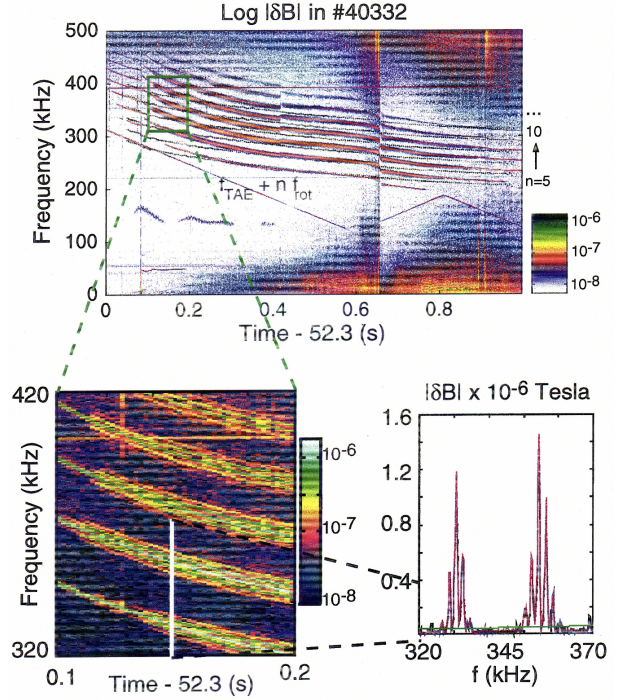 Log |δB| in #40332
500
400
300
200
100
0
Frequency (kHz)
f_TAE + n f_rot
...
10
n=5
10^-6
10^-7
10^-8
0 0.2 0.4 0.6 0.8
Time - 52.3 (s)
420
320
Frequency (kHz)
10^-6
10^-7
10^-8
0.1 0.2
Time - 52.3 (s)
|δB| x 10^-6 Tesla
1.6
1.2
0.8
0.4
320 345 370
f (kHz)